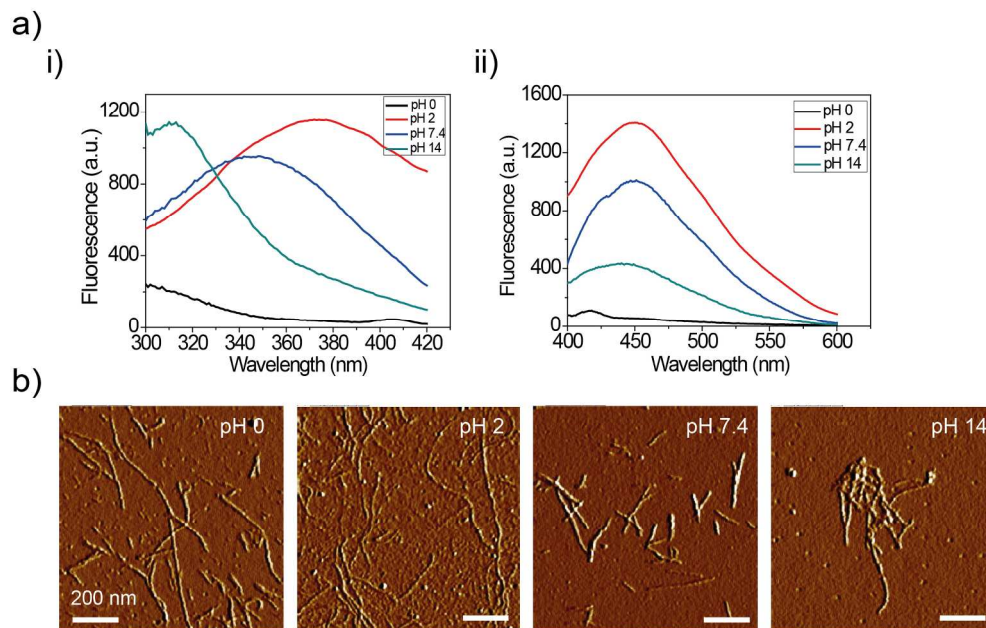 a)
i)
ii)
Fluorescence (a.u.)
1200
800
400
0
300 320 340 360 380 400 420
Wavelength (nm)
pH 0
pH 2
pH 7.4
pH 14
Fluorescence (a.u.)
1600
1200
800
400
0
400 450 500 550 600
Wavelength (nm)
pH 0
pH 2
pH 7.4
pH 14
b)
pH 0
pH 2
pH 7.4
pH 14
200 nm